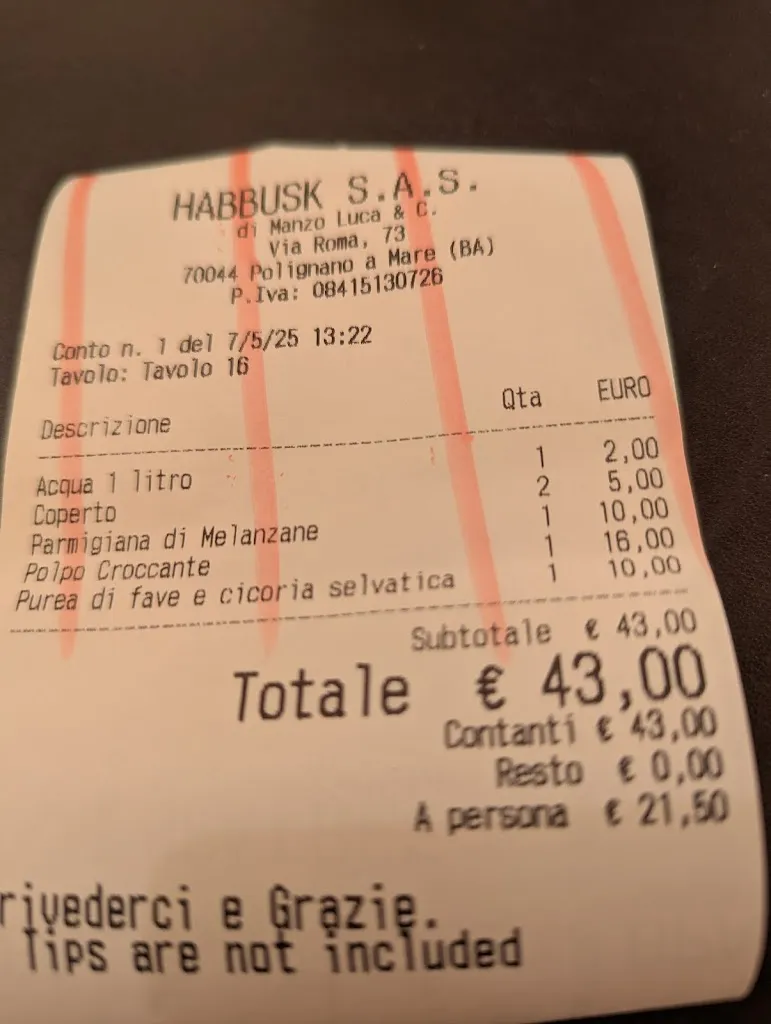 HABBUSK S.A.S.
di Manzo Luca & C.
Via Roma, 73
70044 Polignano a Mare (BA)
P.Iva: 08415130726
Conto n. 1 del 7/5/25 13:22
Tavolo: Tavolo 16
Descrizione Qta EURO
Acqua 1 litro 1 2,00
Coperto 2 5,00
Parmigiana di Melanzane 1 10,00
Polpo Croccante 1 16,00
Purea di fave e cicoria selvatica 1 10,00
Subtotale € 43,00
Totale € 43,00
Contanti € 43,00
Resto € 0,00
A persona € 21,50
rivederci e Grazie.
Tips are not included